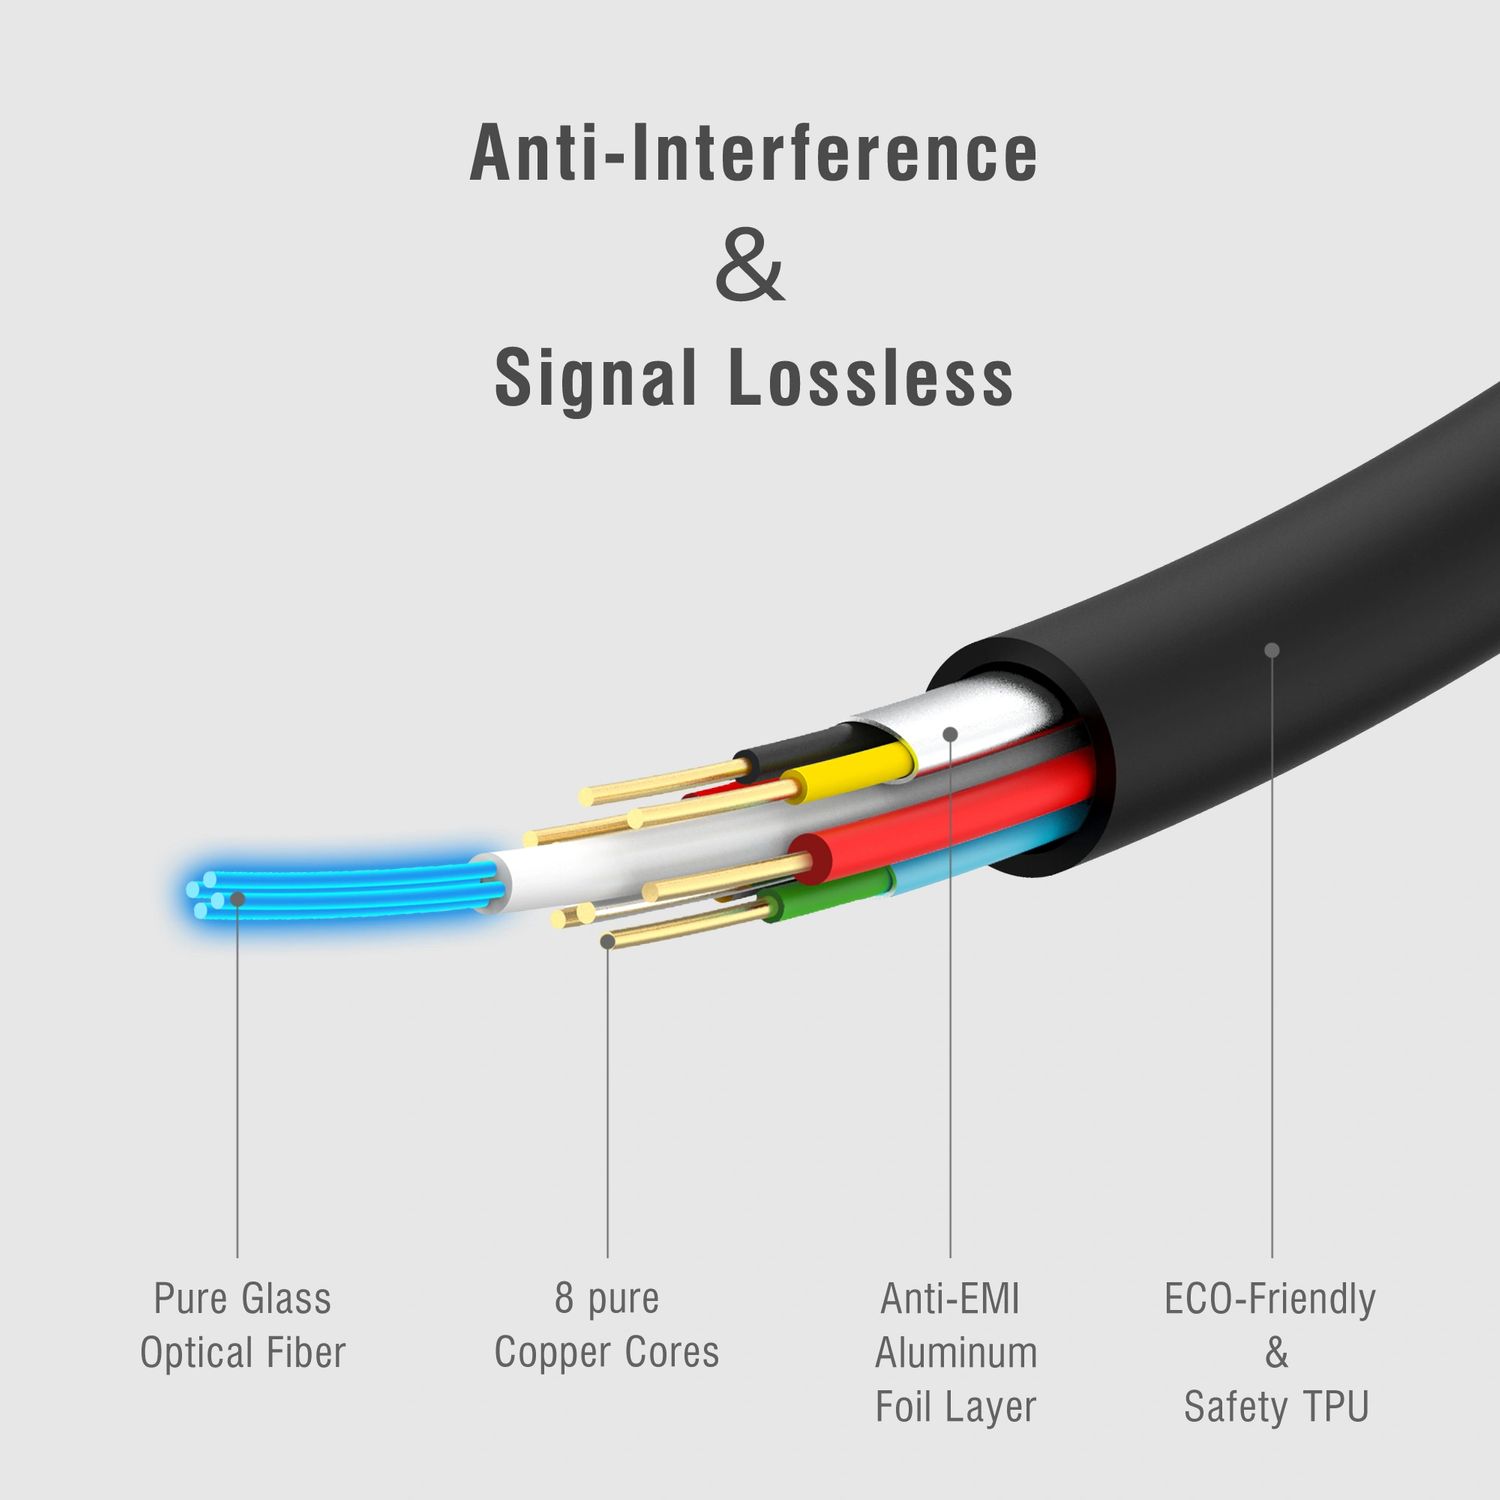 Anti-Interference
&
Signal Lossless
Pure Glass
Optical Fiber
8 pure
Copper Cores
Anti-EMI
Aluminum
Foil Layer
ECO-Friendly
&
Safety TPU